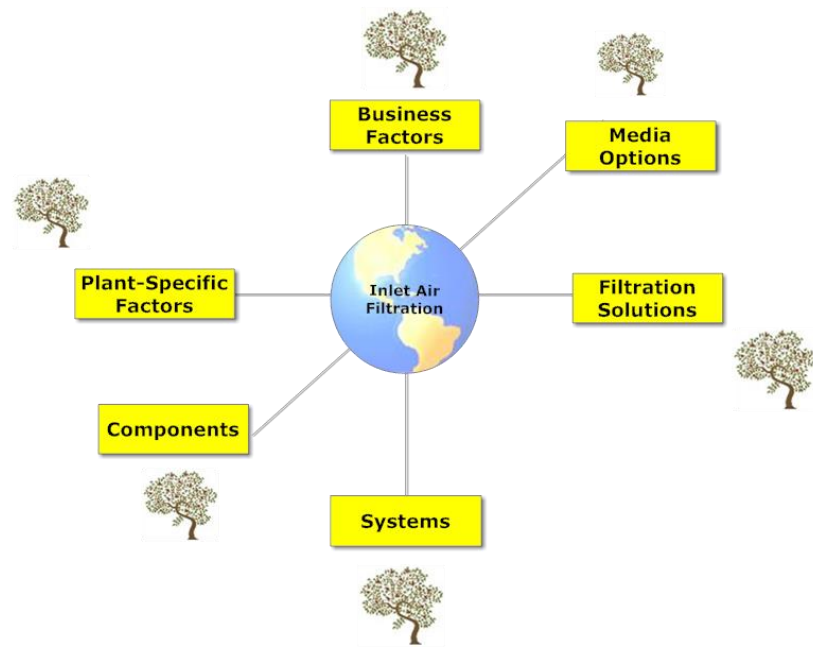 Business
Factors
Media
Options
Plant-Specific
Factors
Inlet Air
Filtration
Filtration
Solutions
Components
Systems